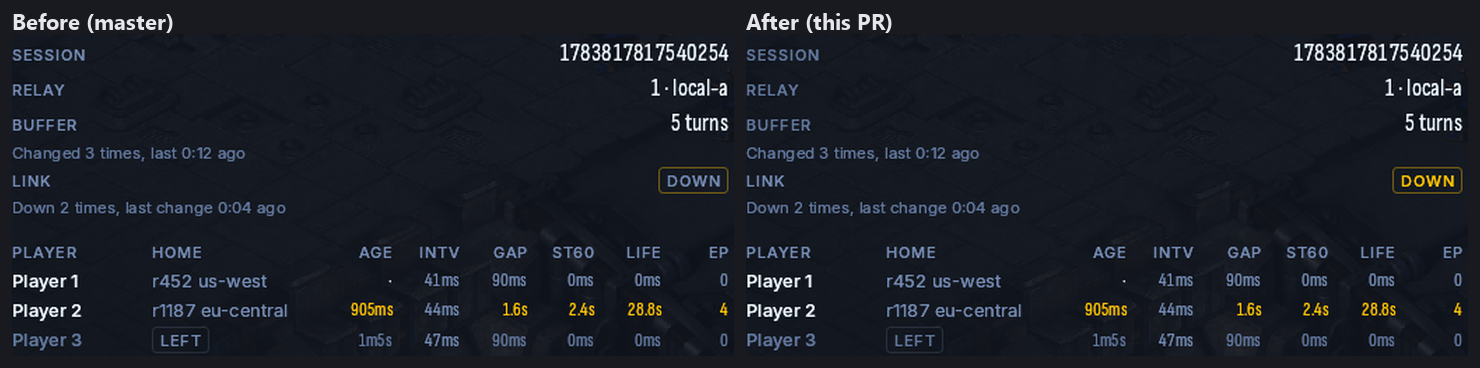 Before (master)
SESSION 1783817817540254
RELAY 1 · local-a
BUFFER 5 turns
Changed 3 times, last 0:12 ago
LINK DOWN
Down 2 times, last change 0:04 ago
PLAYER HOME AGE INTV GAP ST60 LIFE EP
Player 1 r452 us-west · 41ms 90ms 0ms 0ms 0
Player 2 r1187 eu-central 905ms 44ms 1.6s 2.4s 28.8s 4
Player 3 LEFT 1m5s 47ms 90ms 0ms 0ms 0
After (this PR)
SESSION 1783817817540254
RELAY 1 · local-a
BUFFER 5 turns
Changed 3 times, last 0:12 ago
LINK DOWN
Down 2 times, last change 0:04 ago
PLAYER HOME AGE INTV GAP ST60 LIFE EP
Player 1 r452 us-west · 41ms 90ms 0ms 0ms 0
Player 2 r1187 eu-central 905ms 44ms 1.6s 2.4s 28.8s 4
Player 3 LEFT 1m5s 47ms 90ms 0ms 0ms 0